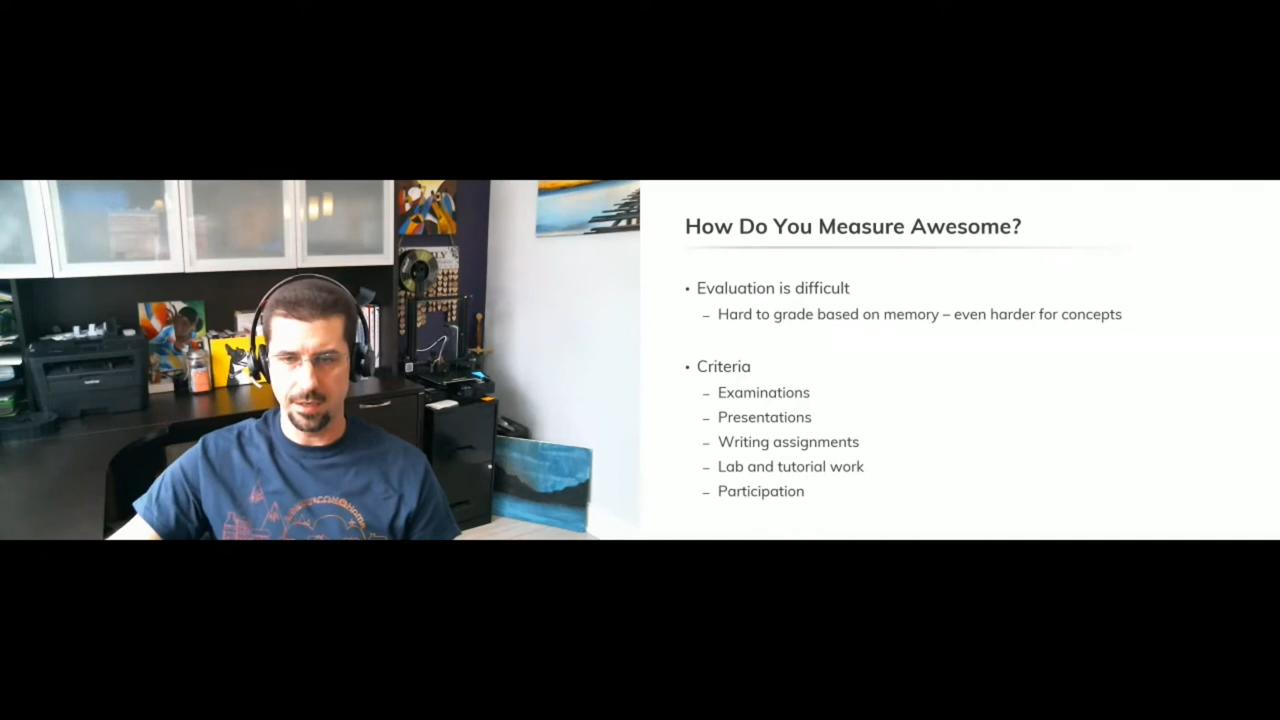 How Do You Measure Awesome?
• Evaluation is difficult
– Hard to grade based on memory – even harder for concepts
• Criteria
– Examinations
– Presentations
– Writing assignments
– Lab and tutorial work
– Participation